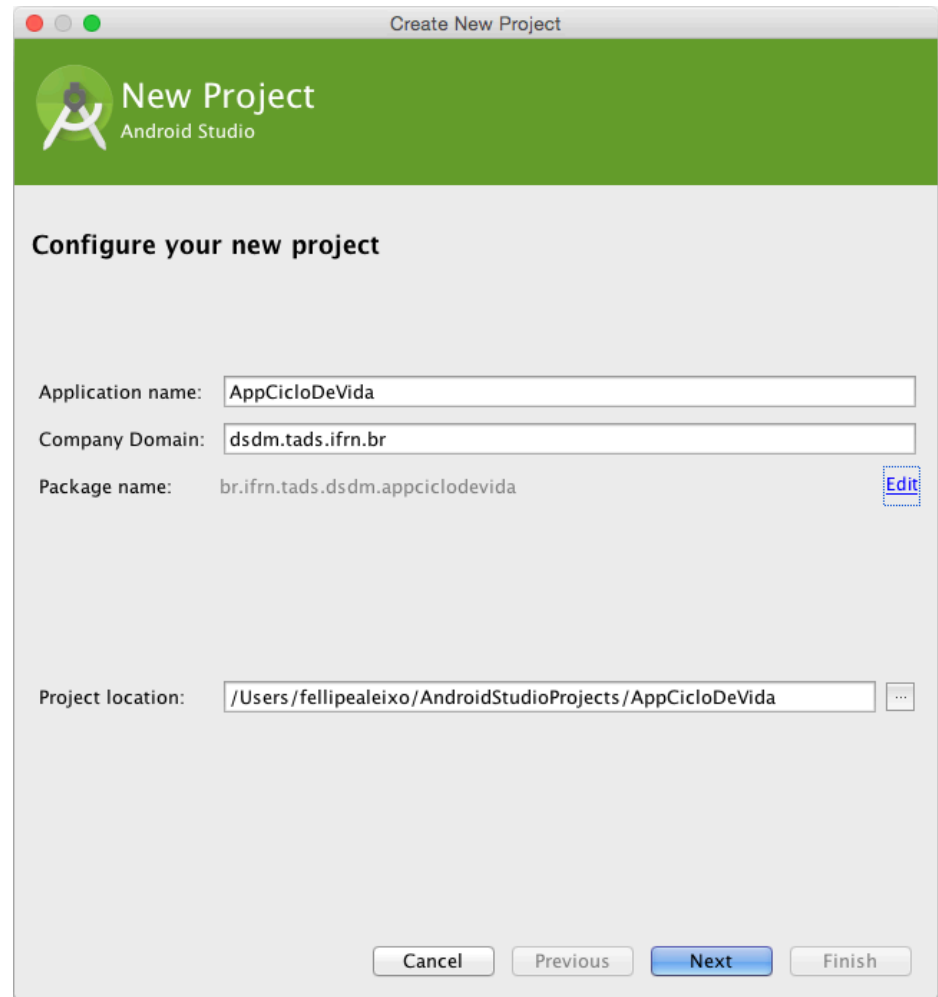 Create New Project
New Project
Android Studio
Configure your new project
Application name: AppCicloDeVida
Company Domain: dsdm.tads.ifrn.br
Package name: br.ifrn.tads.dsdm.appciclodevida Edit
Project location: /Users/fellipealeixo/AndroidStudioProjects/AppCicloDeVida ...
Cancel Previous Next Finish